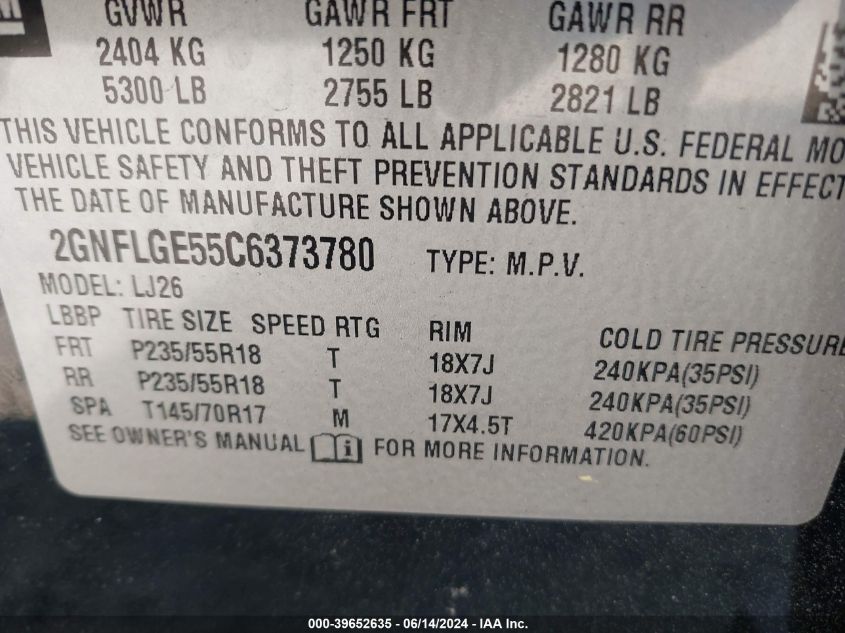 M
GVWR GAWR FRT GAWR RR
2404 KG 1250 KG 1280 KG
5300 LB 2755 LB 2821 LB
THIS VEHICLE CONFORMS TO ALL APPLICABLE U.S. FEDERAL MO
VEHICLE SAFETY AND THEFT PREVENTION STANDARDS IN EFFECT
THE DATE OF MANUFACTURE SHOWN ABOVE.
2GNFLGE55C6373780 TYPE: M.P.V.
MODEL: LJ26
LBBP TIRE SIZE SPEED RTG RIM COLD TIRE PRESSURE
FRT P235/55R18 T 18X7J 240KPA(35PSI)
RR P235/55R18 T 18X7J 240KPA(35PSI)
SPA T145/70R17 M 17X4.5T 420KPA(60PSI)
SEE OWNER'S MANUAL i FOR MORE INFORMATION.
000-39652635 - 06/14/2024 - IAA Inc.